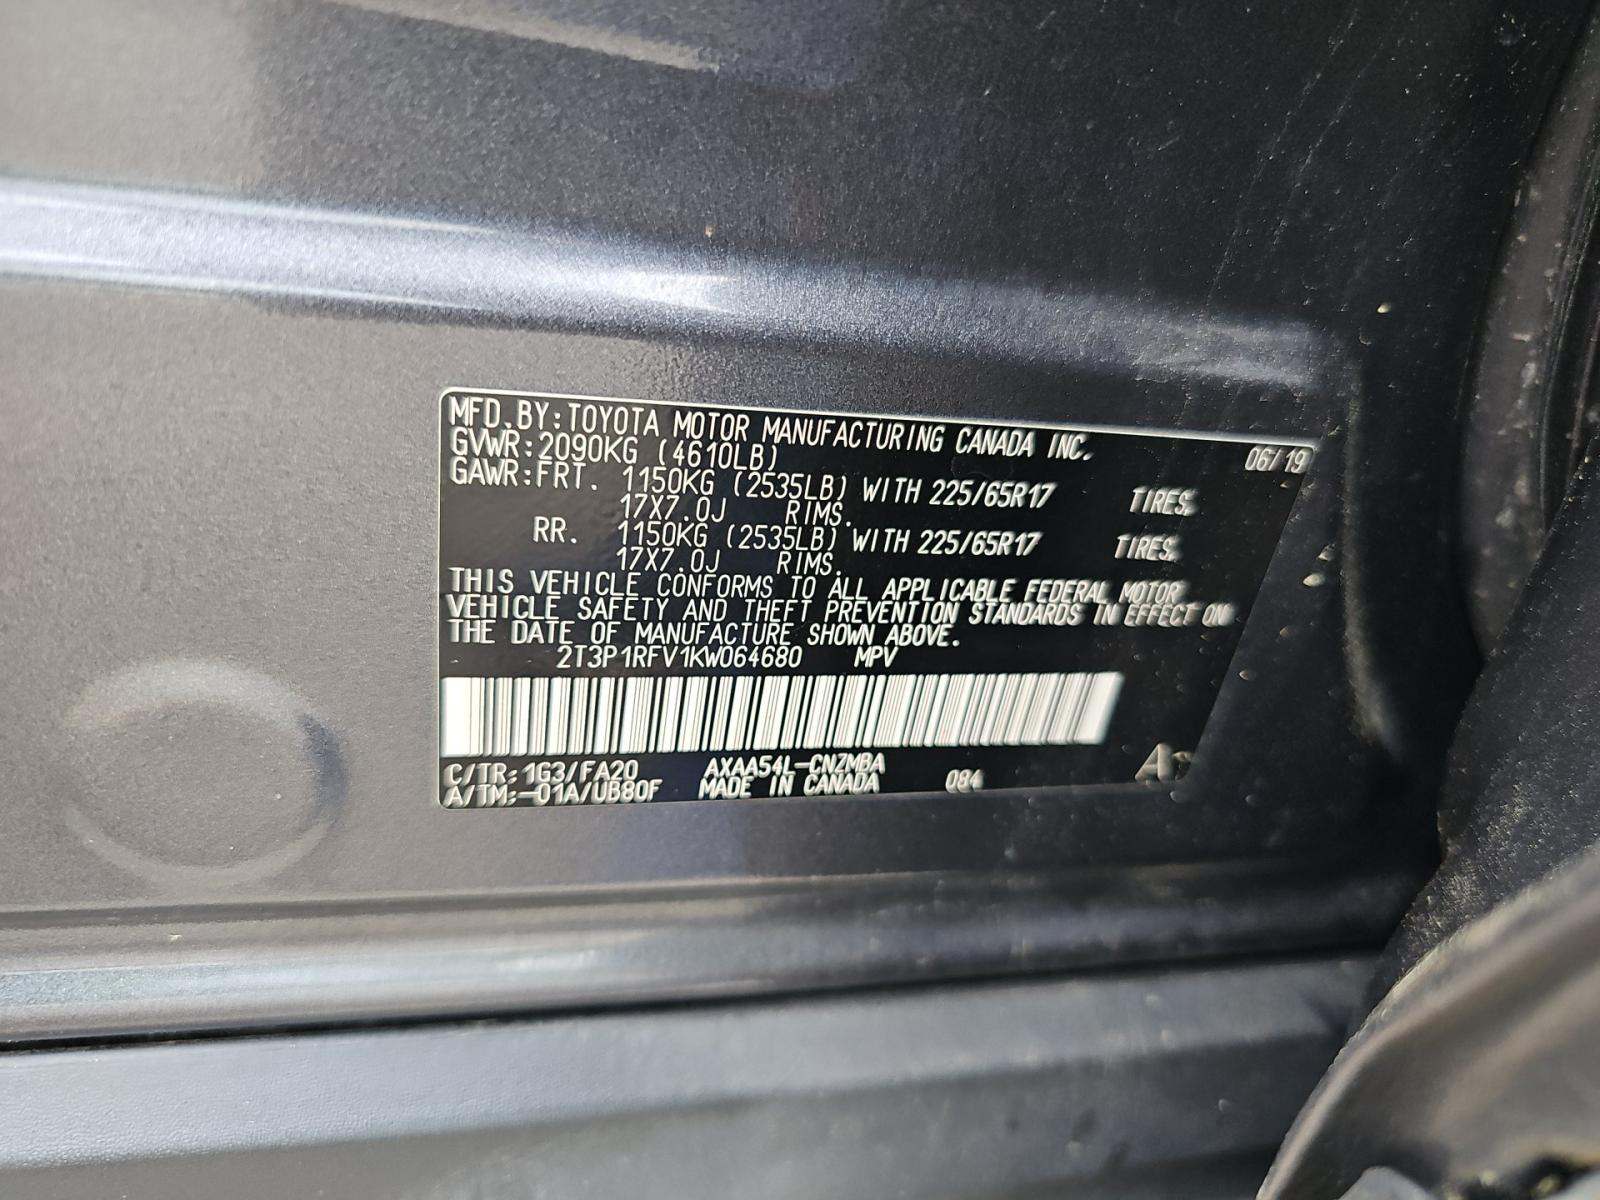 MFD.BY:TOYOTA MOTOR MANUFACTURING CANADA INC. 06/19
GVWR:2090KG (4610LB)
GAWR:FRT. 1150KG (2535LB) WITH 225/65R17 TIRES.
17X7.0J RIMS.
RR. 1150KG (2535LB) WITH 225/65R17 TIRES.
17X7.0J RIMS.
THIS VEHICLE CONFORMS TO ALL APPLICABLE FEDERAL MOTOR
VEHICLE SAFETY AND THEFT PREVENTION STANDARDS IN EFFECT ON
THE DATE OF MANUFACTURE SHOWN ABOVE.
2T3P1RFV1KW064680 MPV
C/TR:1G3/FA20 AXAA54L-CNZMBA
A/TM:-01A/UB80F MADE IN CANADA 084